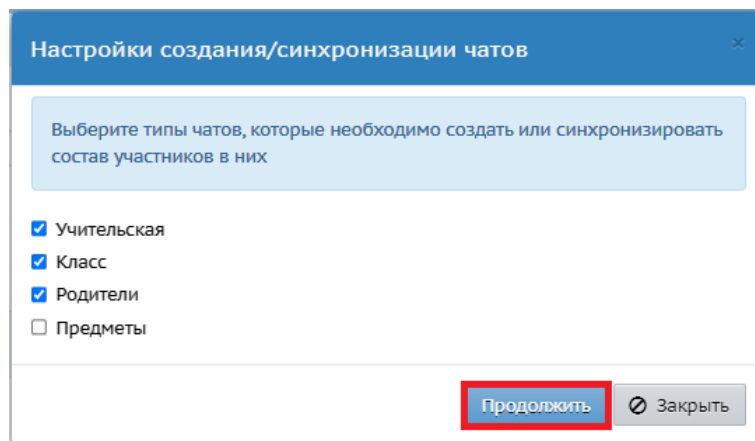 Настройки создания/синхронизации чатов
Выберите типы чатов, которые необходимо создать или синхронизировать
состав участников в них
Учительская
Класс
Родители
Предметы
Продолжить
Закрыть